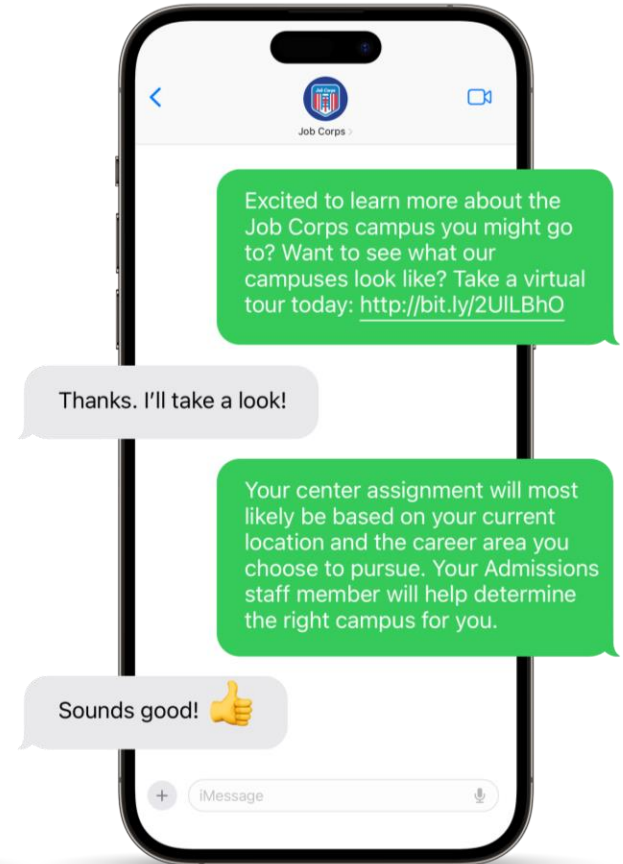 Job Corps
Job Corps
Excited to learn more about the
Job Corps campus you might go
to? Want to see what our
campuses look like? Take a virtual
tour today: http://bit.ly/2UlLBhO
Thanks. I’ll take a look!
Your center assignment will most
likely be based on your current
location and the career area you
choose to pursue. Your Admissions
staff member will help determine
the right campus for you.
Sounds good!
iMessage